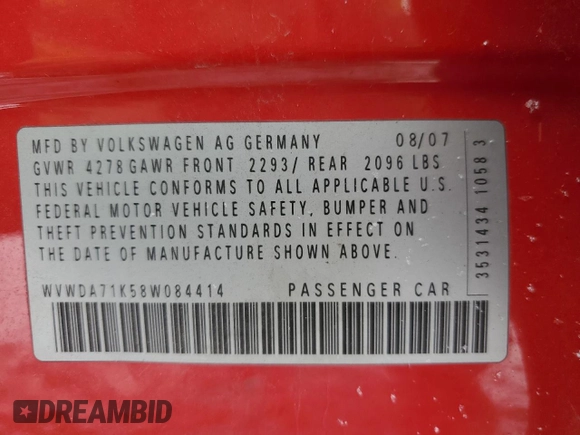 MFD BY VOLKSWAGEN AG GERMANY 08/07
GVWR 4278 GAWR FRONT 2293/ REAR 2096 LBS
THIS VEHICLE CONFORMS TO ALL APPLICABLE U.S.
FEDERAL MOTOR VEHICLE SAFETY, BUMPER AND
THEFT PREVENTION STANDARDS IN EFFECT ON
THE DATE OF MANUFACTURE SHOWN ABOVE.
WVWDA71K58W084414 PASSENGER CAR
3531434 1058 3
DREAMBID